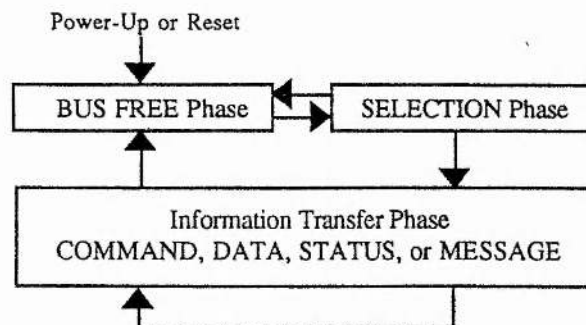 Power-Up or Reset
BUS FREE Phase
SELECTION Phase
Information Transfer Phase
COMMAND, DATA, STATUS, or MESSAGE